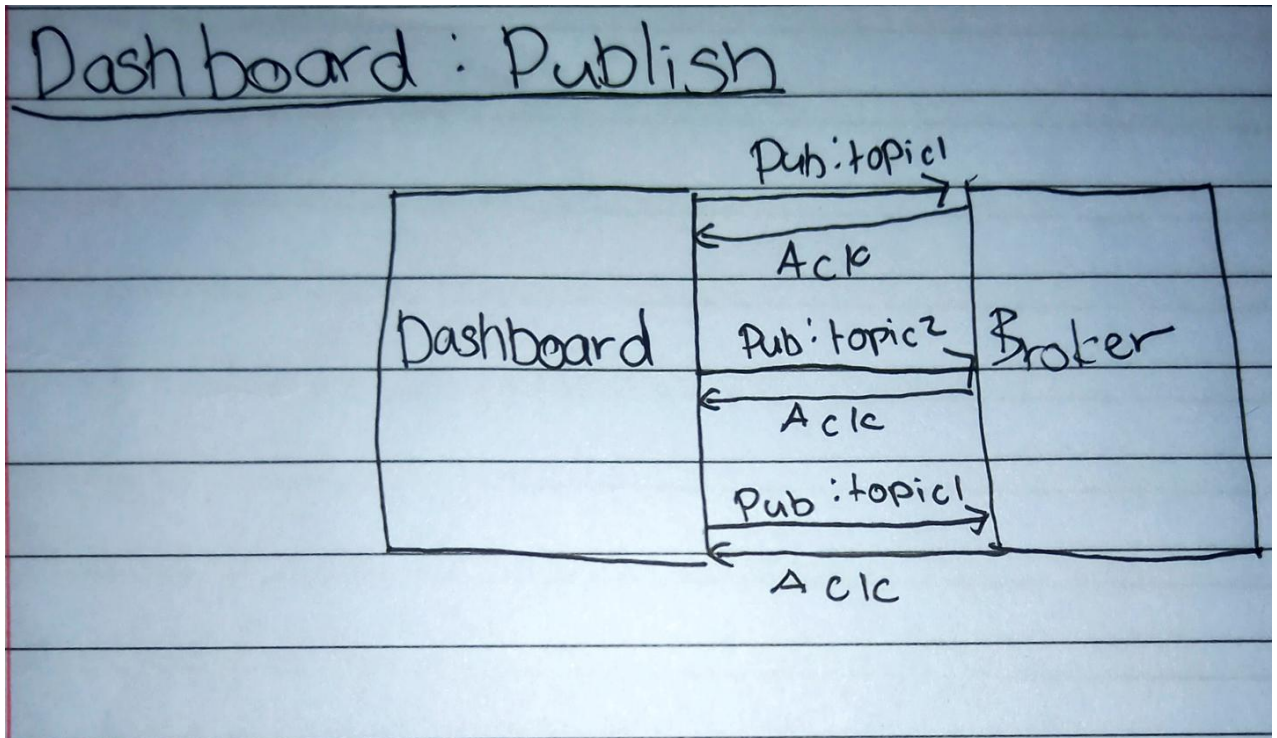 Dashboard : Publish
Pub:topic1
Ack
Dashboard
Pub:topic2
Broker
Ack
Pub:topic1
Ack